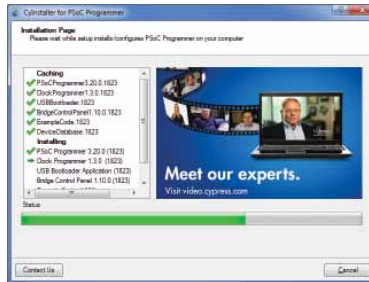 CyInstaller for PSoC Programmer
Installation Page
Please wait while setup installs/configures PSoC Programmer on your computer
Caching
PSoCProgrammer3.20.0.1823
ClockProgrammer1.3.0.1823
USBBootloader.1823
BridgeControlPanel1.10.0.1823
ExampleCode.1823
DeviceDatabase.1823
Installing
PSoC Programmer 3.20.0 (1823)
Clock Programmer 1.3.0 (1823)
USB Bootloader Application (1823)
Bridge Control Panel 1.10.0 (1823)
Meet our experts.
Visit video.cypress.com
Status
Contact Us
Cancel